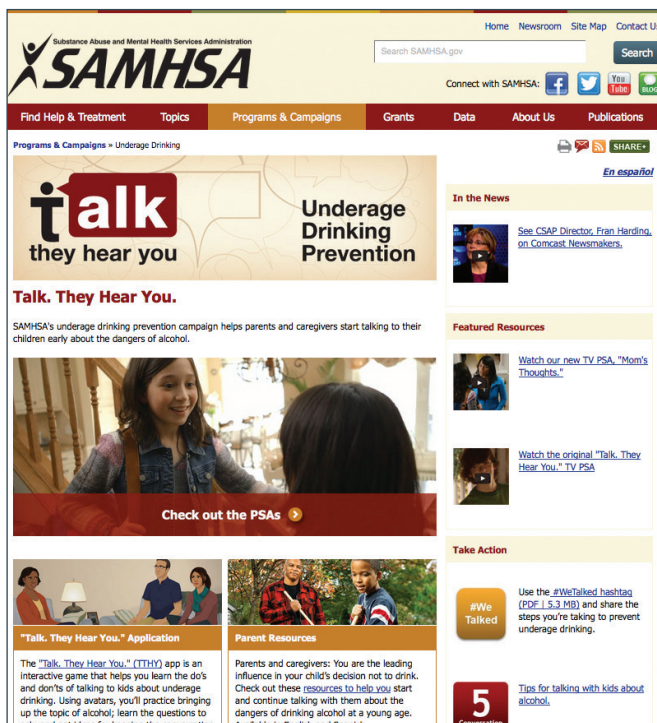 Home Newsroom Site Map Contact Us
Substance Abuse and Mental Health Services Administration
SAMHSA
Search SAMHSA.gov
Search
Connect with SAMHSA:
f
You
Tube
BLOG
Find Help & Treatment Topics Programs & Campaigns Grants Data About Us Publications
Programs & Campaigns » Underage Drinking
SHARE+
En español
talk
they hear you
Underage
Drinking
Prevention
Talk. They Hear You.
SAMHSA's underage drinking prevention campaign helps parents and caregivers start talking to their
children early about the dangers of alcohol.
Check out the PSAs
"Talk. They Hear You." Application
The "Talk. They Hear You." (TTHY) app is an
interactive game that helps you learn the do's
and don'ts of talking to kids about underage
drinking. Using avatars, you'll practice bringing
up the topic of alcohol; learn the questions to
Parent Resources
Parents and caregivers: You are the leading
influence in your child's decision not to drink.
Check out these resources to help you start
and continue talking with them about the
dangers of drinking alcohol at a young age.
In the News
See CSAP Director, Fran Harding,
on Comcast Newsmakers.
Featured Resources
Watch our new TV PSA, "Mom's
Thoughts."
Watch the original "Talk. They
Hear You." TV PSA
Take Action
#We
Talked
Use the #WeTalked hashtag
(PDF | 5.3 MB) and share the
steps you're taking to prevent
underage drinking.
5
Conversation
Tips for talking with kids about
alcohol.